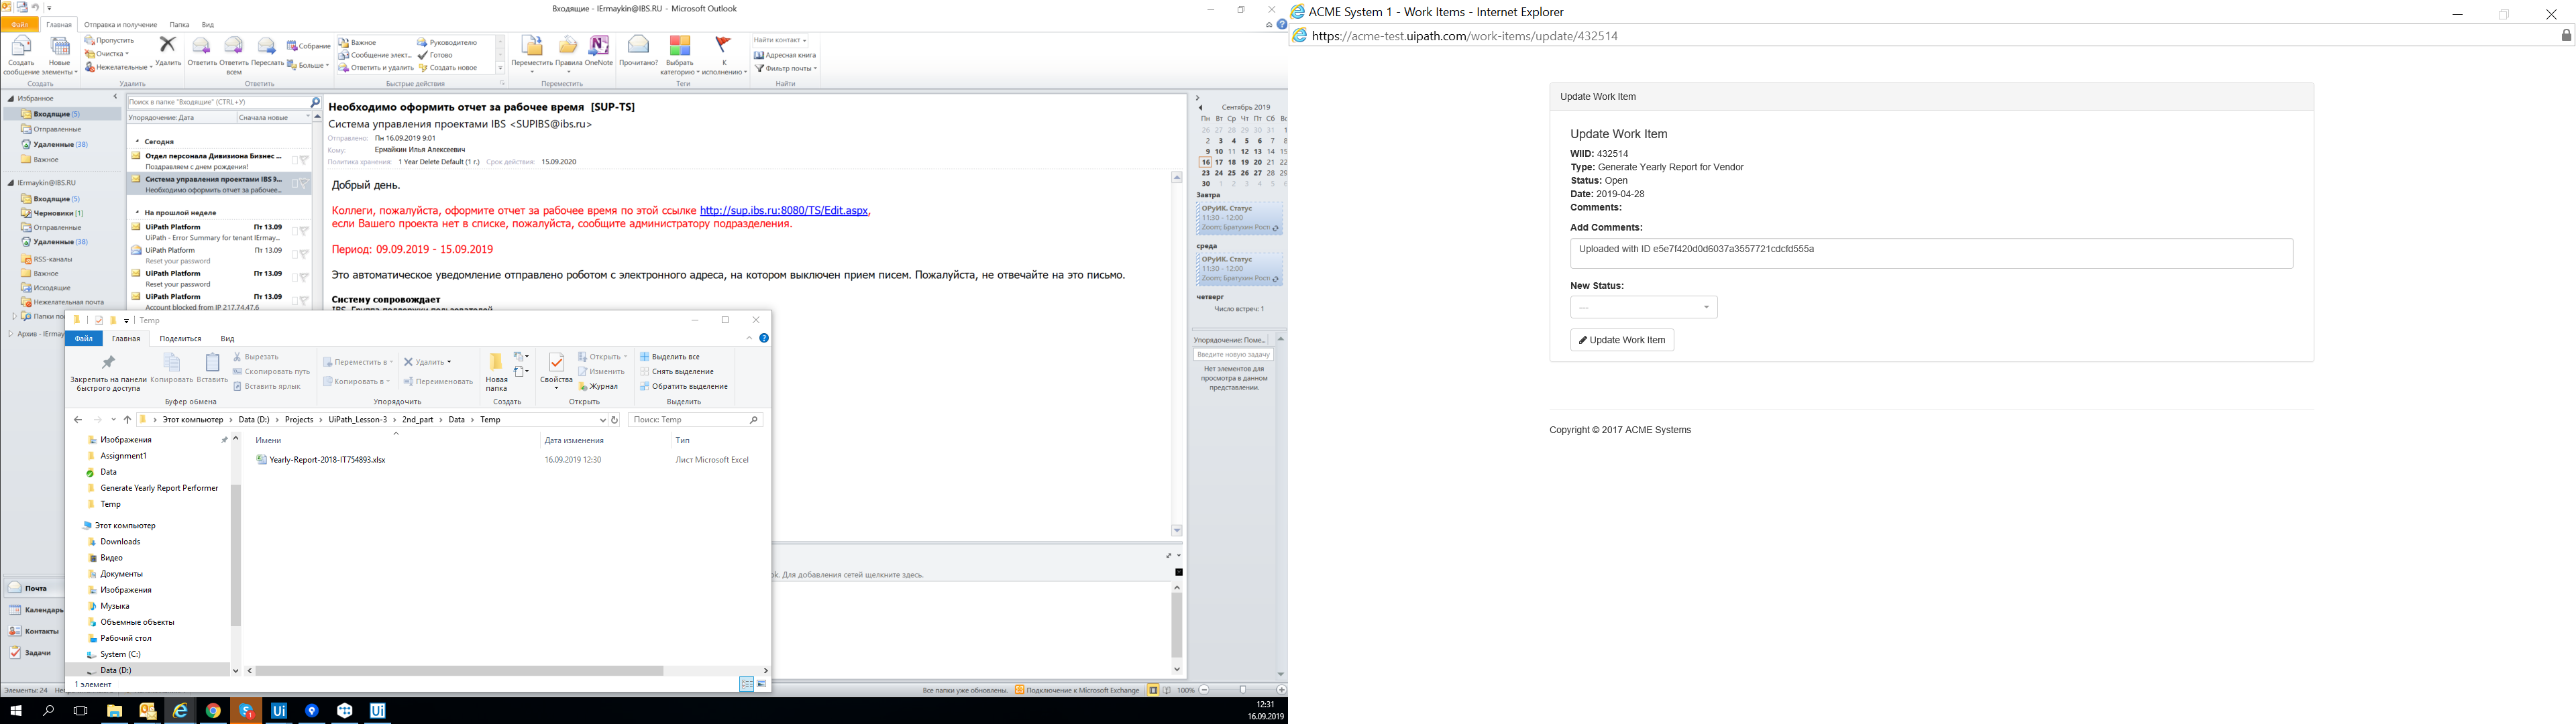 Входящие - IErmaykin@IBS.RU - Microsoft Outlook
Файл Главная Отправка и получение Папка Вид
Создать сообщение
Новые элементы
Пропустить
Очистка
Нежелательные
Удалить
Ответить
Ответить всем
Переслать
Собрание
Больше
Важное
Сообщение элект...
Ответить и удалить
Руководителю
Готово
Создать новое
Переместить
Правила
OneNote
Прочитано?
Выбрать категорию
К исполнению
Найти контакт
Адресная книга
Фильтр почты
Создать Удалить Ответить Быстрые действия Переместить Теги Найти
Избранное
Входящие (5)
Отправленные
Удаленные (38)
Важное
IErmaykin@IBS.RU
Входящие (5)
Черновики [1]
Отправленные
Удаленные (38)
RSS-каналы
Важное
Исходящие
Нежелательная почта
Папки по
Архив - IErmay
Почта
Календарь
Контакты
Задачи
Поиск в папке "Входящие" (CTRL+У)
Упорядочение: Дата Сначала новые
Сегодня
Отдел персонала Дивизиона Бизнес ...
Поздравляем с днем рождения!
Система управления проектами IBS 9...
Необходимо оформить отчет за рабочее...
На прошлой неделе
UiPath Platform Пт 13.09
UiPath - Error Summary for tenant IErmay...
UiPath Platform Пт 13.09
Reset your password
UiPath Platform Пт 13.09
Reset your password
UiPath Platform Пт 13.09
Account blocked from IP 217.74.47.6
Необходимо оформить отчет за рабочее время [SUP-TS]
Система управления проектами IBS <SUPIBS@ibs.ru>
Отправлено: Пн 16.09.2019 9:01
Кому: Ермайкин Илья Алексеевич
Политика хранения: 1 Year Delete Default (1 г.) Срок действия: 15.09.2020
Добрый день.
Коллеги, пожалуйста, оформите отчет за рабочее время по этой ссылке http://sup.ibs.ru:8080/TS/Edit.aspx,
если Вашего проекта нет в списке, пожалуйста, сообщите администратору подразделения.
Период: 09.09.2019 - 15.09.2019
Это автоматическое уведомление отправлено роботом с электронного адреса, на котором выключен прием писем. Пожалуйста, не отвечайте на это письмо.
Систему сопровождает
IBS, Группа поддержки пользователей
Для добавления сетей щелкните здесь.
Сентябрь 2019
Пн Вт Ср Чт Пт Сб Вс
26 27 28 29 30 31 1
2 3 4 5 6 7 8
9 10 11 12 13 14 15
16 17 18 19 20 21 22
23 24 25 26 27 28 29
30 1 2 3 4 5 6
Завтра
ОРуИК. Статус
11:30 - 12:00
Zoom; Братухин Рост
среда
ОРуИК. Статус
11:30 - 12:00
Zoom; Братухин Рост
четверг
Число встреч: 1
Упорядочение: Поме...
Введите новую задачу
Нет элементов для
просмотра в данном
представлении.
Temp
Файл Главная Поделиться Вид
Закрепить на панели быстрого доступа
Копировать
Вставить
Вырезать
Скопировать путь
Вставить ярлык
Переместить в
Копировать в
Удалить
Переименовать
Новая папка
Свойства
Открыть
Изменить
Журнал
Выделить все
Снять выделение
Обратить выделение
Буфер обмена Упорядочить Создать Открыть Выделить
Этот компьютер > Data (D:) > Projects > UiPath_Lesson-3 > 2nd_part > Data > Temp
Поиск: Temp
Изображения
Assignment1
Data
Generate Yearly Report Performer
Temp
Этот компьютер
Downloads
Видео
Документы
Изображения
Музыка
Объемные объекты
Рабочий стол
System (C:)
Data (D:)
Имени Дата изменения Тип
Yearly-Report-2018-IT754893.xlsx 16.09.2019 12:30 Лист Microsoft Excel
1 элемент
Элементы: 24
Все папки уже обновлены. Подключение к Microsoft Exchange 100%
12:31
16.09.2019
ACME System 1 - Work Items - Internet Explorer
https://acme-test.uipath.com/work-items/update/432514
Update Work Item
Update Work Item
WIID: 432514
Type: Generate Yearly Report for Vendor
Status: Open
Date: 2019-04-28
Comments:
Add Comments:
Uploaded with ID e5e7f420d0d6037a3557721cdcfd555a
New Status:
---
Update Work Item
Copyright © 2017 ACME Systems